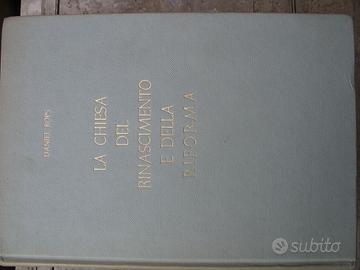 DANIEL ROPS
LA CHIESA
DEL
RINASCIMENTO
E DELLA
RIFORMA
subito